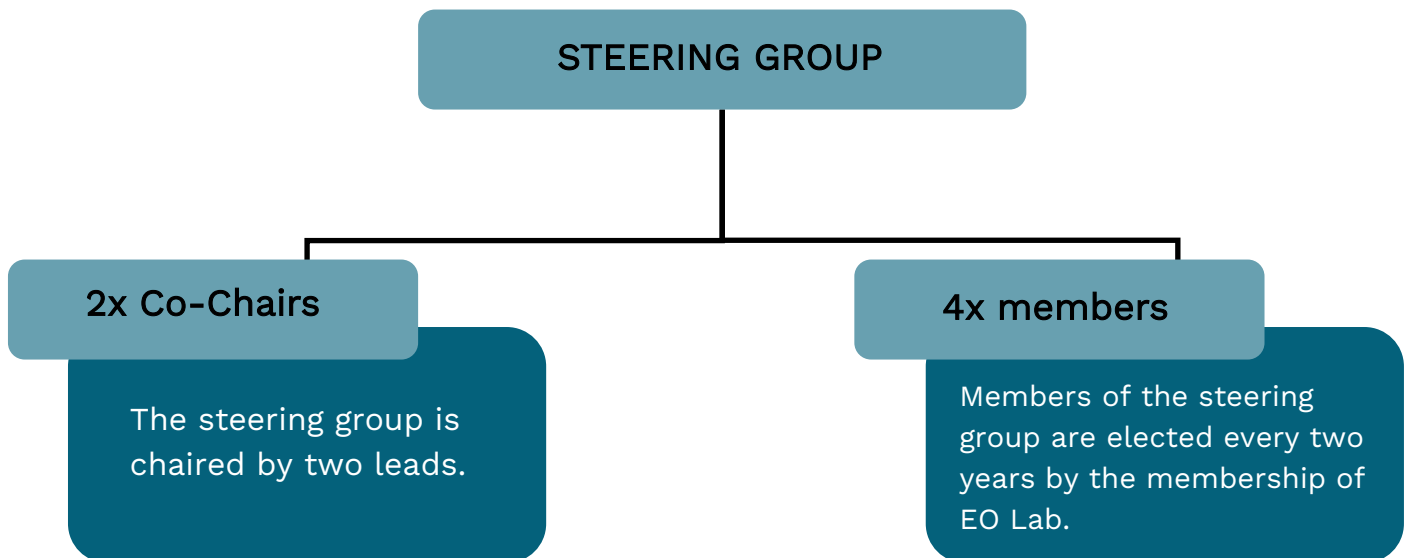 STEERING GROUP
2x Co-Chairs
The steering group is
chaired by two leads.
4x members
Members of the steering
group are elected every two
years by the membership of
EO Lab.